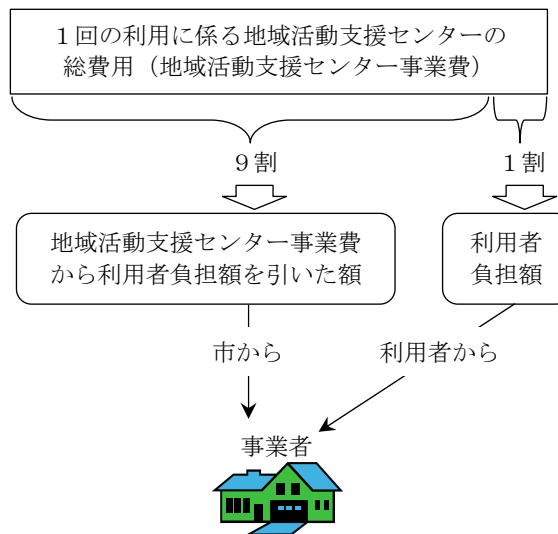 １回の利用に係る地域活動支援センターの
総費用（地域活動支援センター事業費）
９割
１割
地域活動支援センター事業費
から利用者負担額を引いた額
利用者
負担額
市から
利用者から
事業者